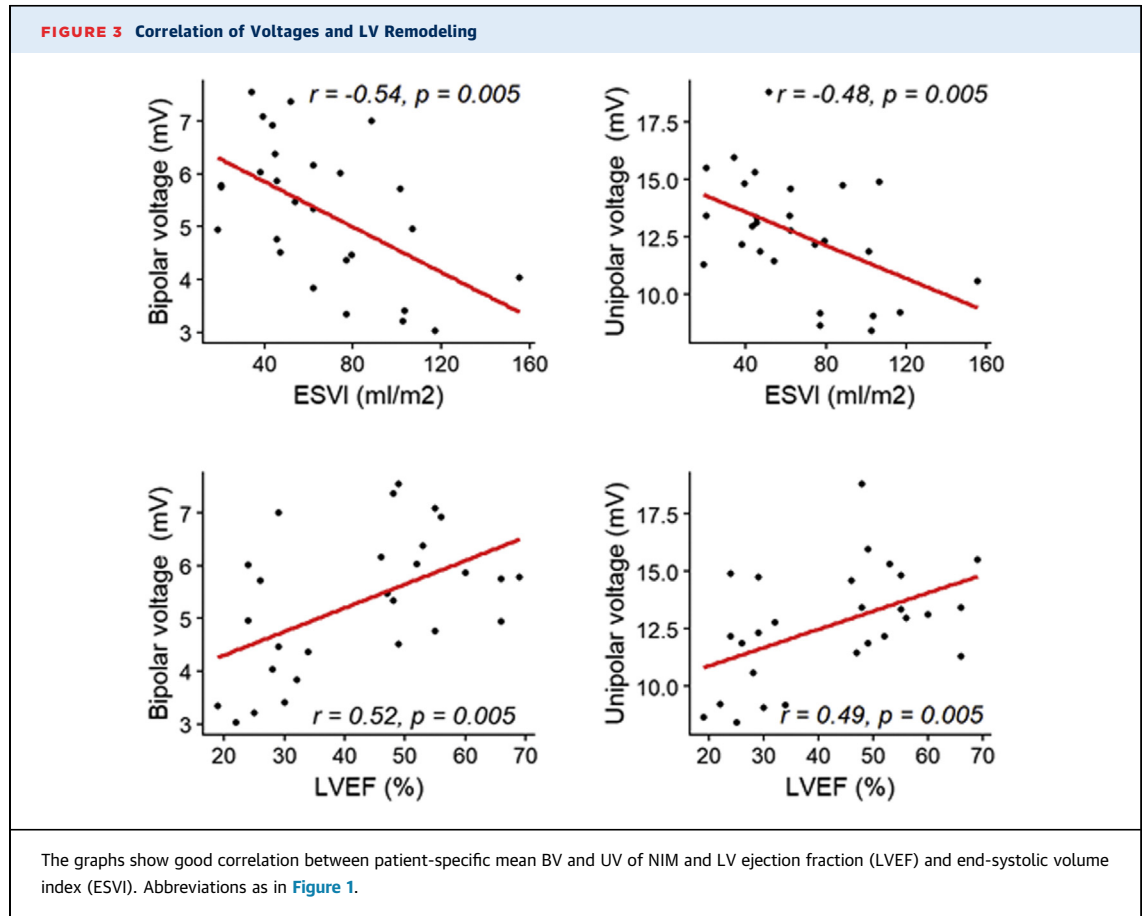 FIGURE 3 Correlation of Voltages and LV Remodeling
r = -0.54, p = 0.005
7
6
5
4
3
Bipolar voltage (mV)
40 80 120 160
ESVI (ml/m2)
r = -0.48, p = 0.005
17.5
15.0
12.5
10.0
Unipolar voltage (mV)
40 80 120 160
ESVI (ml/m2)
7
6
5
4
3
Bipolar voltage (mV)
r = 0.52, p = 0.005
20 30 40 50 60 70
LVEF (%)
17.5
15.0
12.5
10.0
Unipolar voltage (mV)
r = 0.49, p = 0.005
20 30 40 50 60 70
LVEF (%)
The graphs show good correlation between patient-specific mean BV and UV of NIM and LV ejection fraction (LVEF) and end-systolic volume
index (ESVI). Abbreviations as in Figure 1.